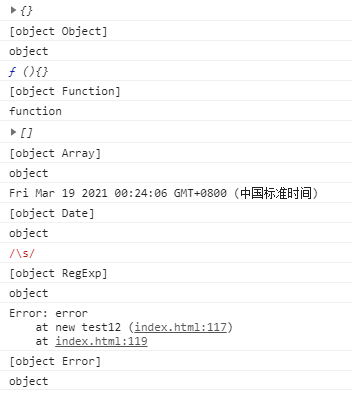 ▶ {}
[object Object]
object
ƒ (){}
[object Function]
function
▶ []
[object Array]
object
Fri Mar 19 2021 00:24:06 GMT+0800 (中国标准时间)
[object Date]
object
/\s/
[object RegExp]
object
Error: error
    at new test12 (index.html:117)
    at index.html:119
[object Error]
object